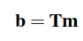 b = Tm